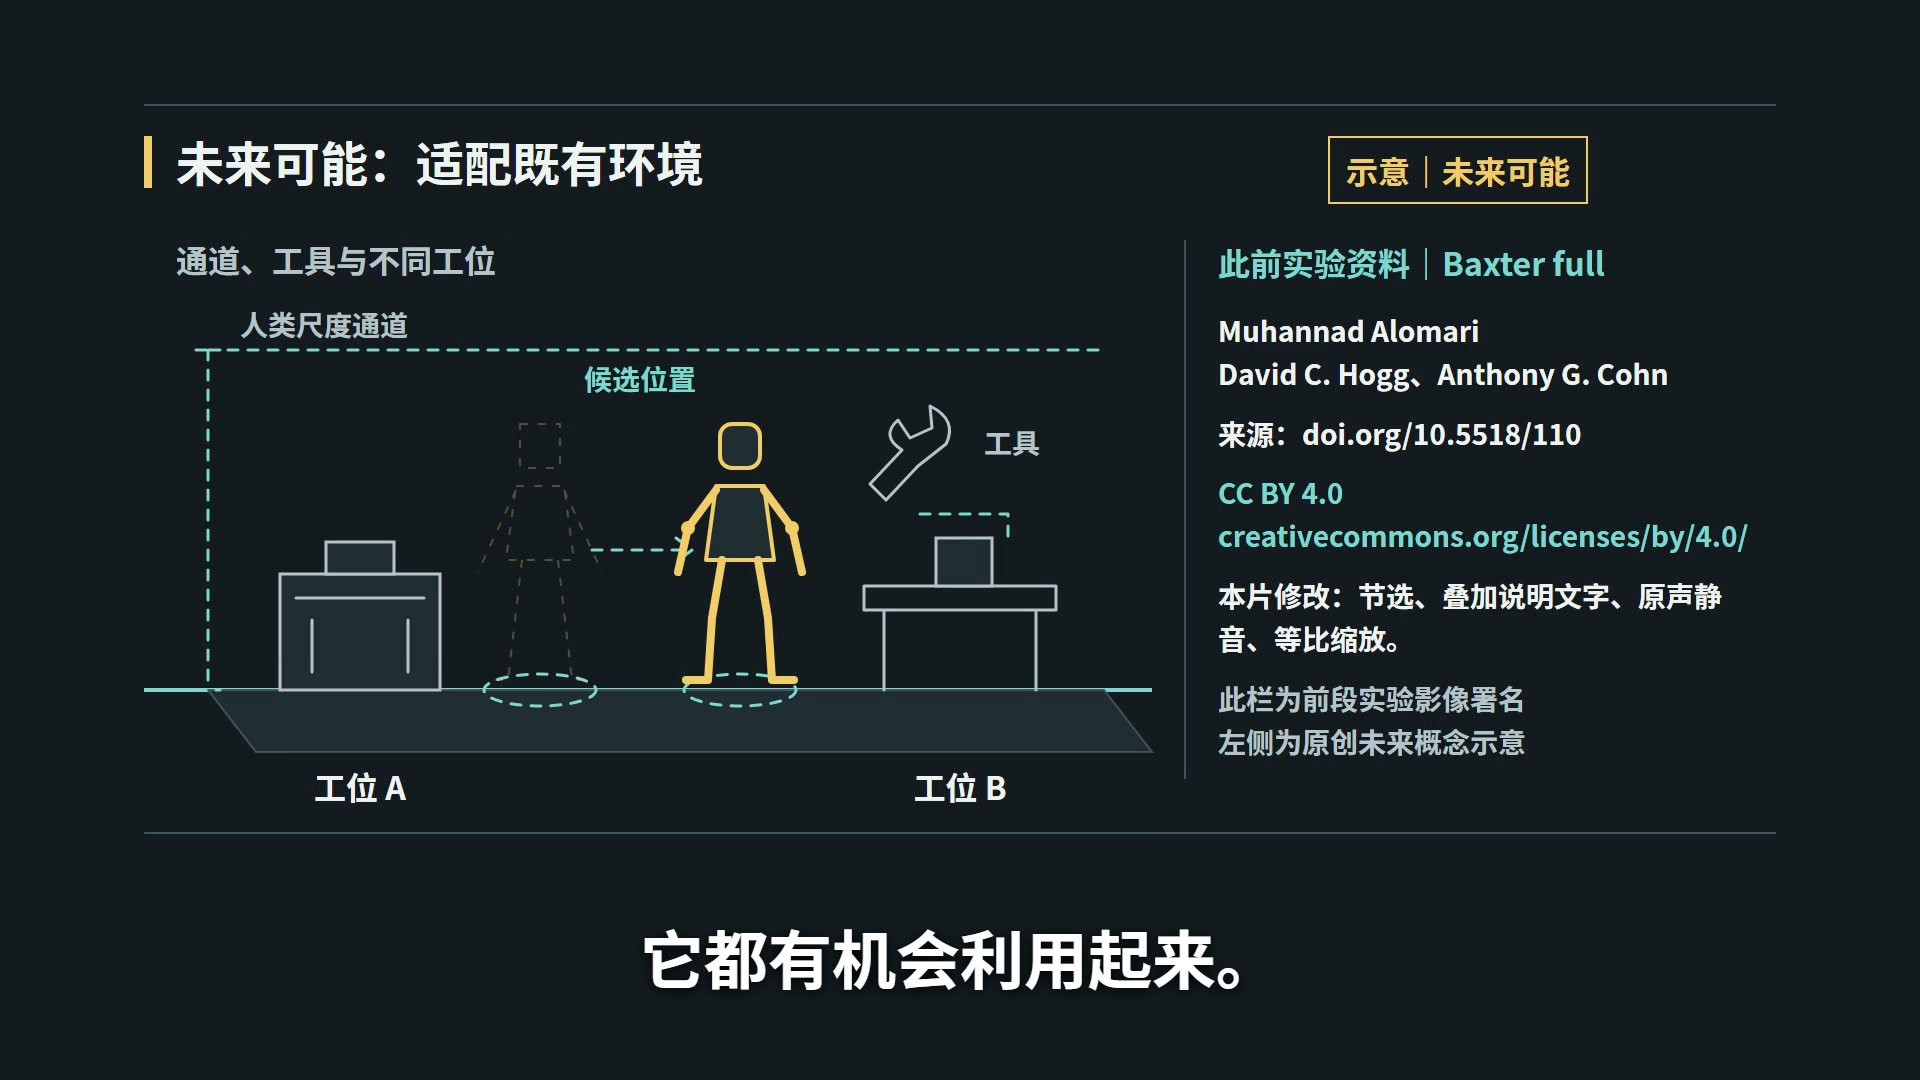 未来可能：适配既有环境
示意｜未来可能
通道、工具与不同工位
人类尺度通道
候选位置
工具
工位 A
工位 B
此前实验资料｜Baxter full
Muhannad Alomari
David C. Hogg、Anthony G. Cohn
来源：doi.org/10.5518/110
CC BY 4.0
creativecommons.org/licenses/by/4.0/
本片修改：节选、叠加说明文字、原声静
音、等比缩放。
此栏为前段实验影像署名
左侧为原创未来概念示意
它都有机会利用起来。